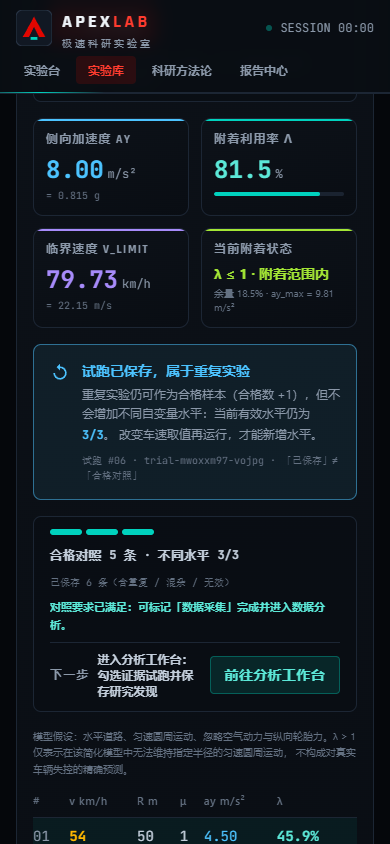 APEXLAB
极速科研实验室
SESSION 00:00
实验台 实验库 科研方法论 报告中心
侧向加速度 AY
8.00 m/s²
= 0.815 g
附着利用率 Λ
81.5 %
临界速度 V_LIMIT
79.73 km/h
= 22.15 m/s
当前附着状态
λ ≤ 1 · 附着范围内
余量 18.5% · ay_max = 9.81
m/s²
试跑已保存，属于重复实验
重复实验仍可作为合格样本（合格数 +1），但不
会增加不同自变量水平：当前有效水平仍为
3/3。 改变车速取值再运行，才能新增水平。
试跑 #06 · trial-mwoxxm97-vojpg · 「已保存」≠
「合格对照」
合格对照 5 条 · 不同水平 3/3
已保存 6 条（含重复 / 混杂 / 无效）
对照要求已满足：可标记「数据采集」完成并进入数据分
析。
下一步
进入分析工作台：
勾选证据试跑并保
存研究发现
前往分析工作台
模型假设：水平道路、匀速圆周运动、忽略空气动力与纵向轮胎力。λ > 1
仅表示在该简化模型中无法维持指定半径的匀速圆周运动， 不构成对真实
车辆失控的精确预测。
# v km/h R m μ ay m/s² λ
01 54 50 1 4.50 45.9%